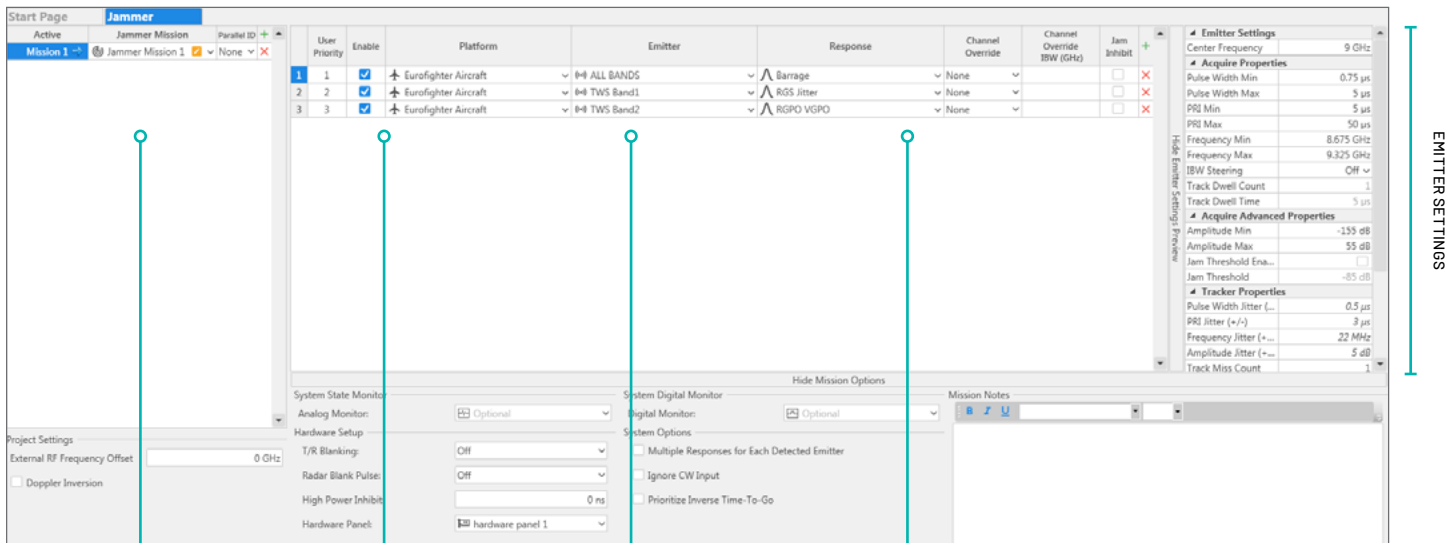 Start Page Jammer
Active Jammer Mission Parallel ID
Mission 1 Jammer Mission 1 None
Project Settings
External RF Frequency Offset 0 GHz
Doppler Inversion
User Priority Enable Platform Emitter Response Channel Override Channel Override IBW (GHz) Jam Inhibit
1 1 Eurofighter Aircraft ALL BANDS Barrage None
2 2 Eurofighter Aircraft TWS Band1 RGS Jitter None
3 3 Eurofighter Aircraft TWS Band2 RGPO VGPO None
Hide Emitter Settings Preview
Emitter Settings
Center Frequency 9 GHz
Acquire Properties
Pulse Width Min 0.75 µs
Pulse Width Max 5 µs
PRI Min 5 µs
PRI Max 50 µs
Frequency Min 8.675 GHz
Frequency Max 9.325 GHz
IBW Steering Off
Track Dwell Count 1
Track Dwell Time 5 µs
Acquire Advanced Properties
Amplitude Min -155 dB
Amplitude Max 55 dB
Jam Threshold Ena...
Jam Threshold -85 dB
Tracker Properties
Pulse Width Jitter (... 0.5 µs
PRI Jitter (+/-) 3 µs
Frequency Jitter (+... 22 MHz
Amplitude Jitter (+... 5 dB
Track Miss Count 1
EMITTER SETTINGS
Hide Mission Options
System State Monitor
Analog Monitor: Optional
Hardware Setup
T/R Blanking: Off
Radar Blank Pulse: Off
High Power Inhibit: 0 ns
Hardware Panel: hardware panel 1
System Digital Monitor
Digital Monitor: Optional
System Options
Multiple Responses for Each Detected Emitter
Ignore CW Input
Prioritize Inverse Time-To-Go
Mission Notes
B I U